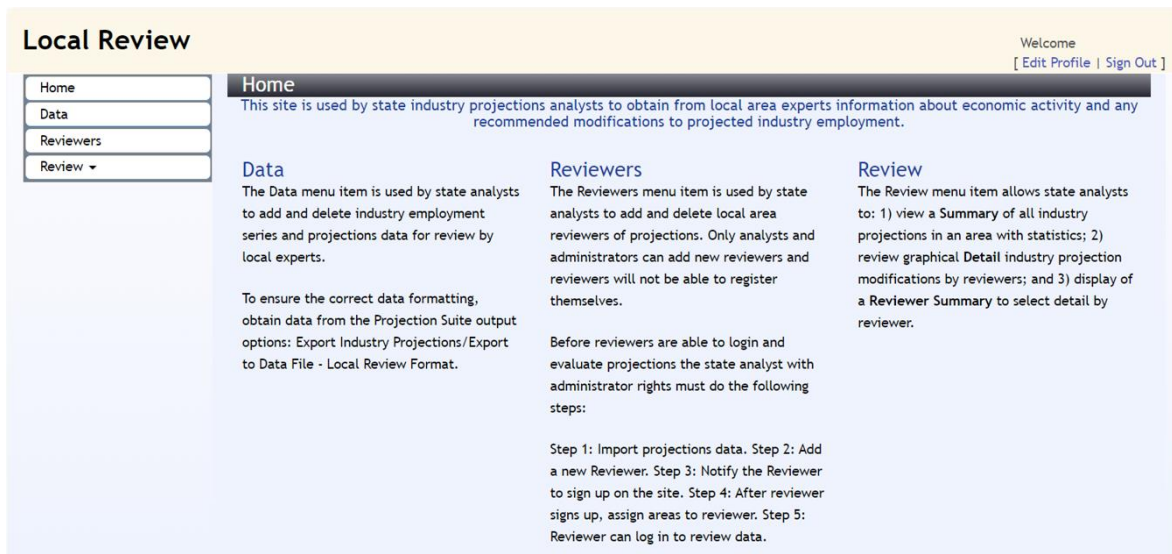 Local Review
Welcome
[ Edit Profile | Sign Out ]
Home
Data
Reviewers
Review
Home
This site is used by state industry projections analysts to obtain from local area experts information about economic activity and any
recommended modifications to projected industry employment.
Data
The Data menu item is used by state analysts
to add and delete industry employment
series and projections data for review by
local experts.
To ensure the correct data formatting,
obtain data from the Projection Suite output
options: Export Industry Projections/Export
to Data File - Local Review Format.
Reviewers
The Reviewers menu item is used by state
analysts to add and delete local area
reviewers of projections. Only analysts and
administrators can add new reviewers and
reviewers will not be able to register
themselves.
Before reviewers are able to login and
evaluate projections the state analyst with
administrator rights must do the following
steps:
Step 1: Import projections data. Step 2: Add
a new Reviewer. Step 3: Notify the Reviewer
to sign up on the site. Step 4: After reviewer
signs up, assign areas to reviewer. Step 5:
Reviewer can log in to review data.
Review
The Review menu item allows state analysts
to: 1) view a Summary of all industry
projections in an area with statistics; 2)
review graphical Detail industry projection
modifications by reviewers; and 3) display of
a Reviewer Summary to select detail by
reviewer.